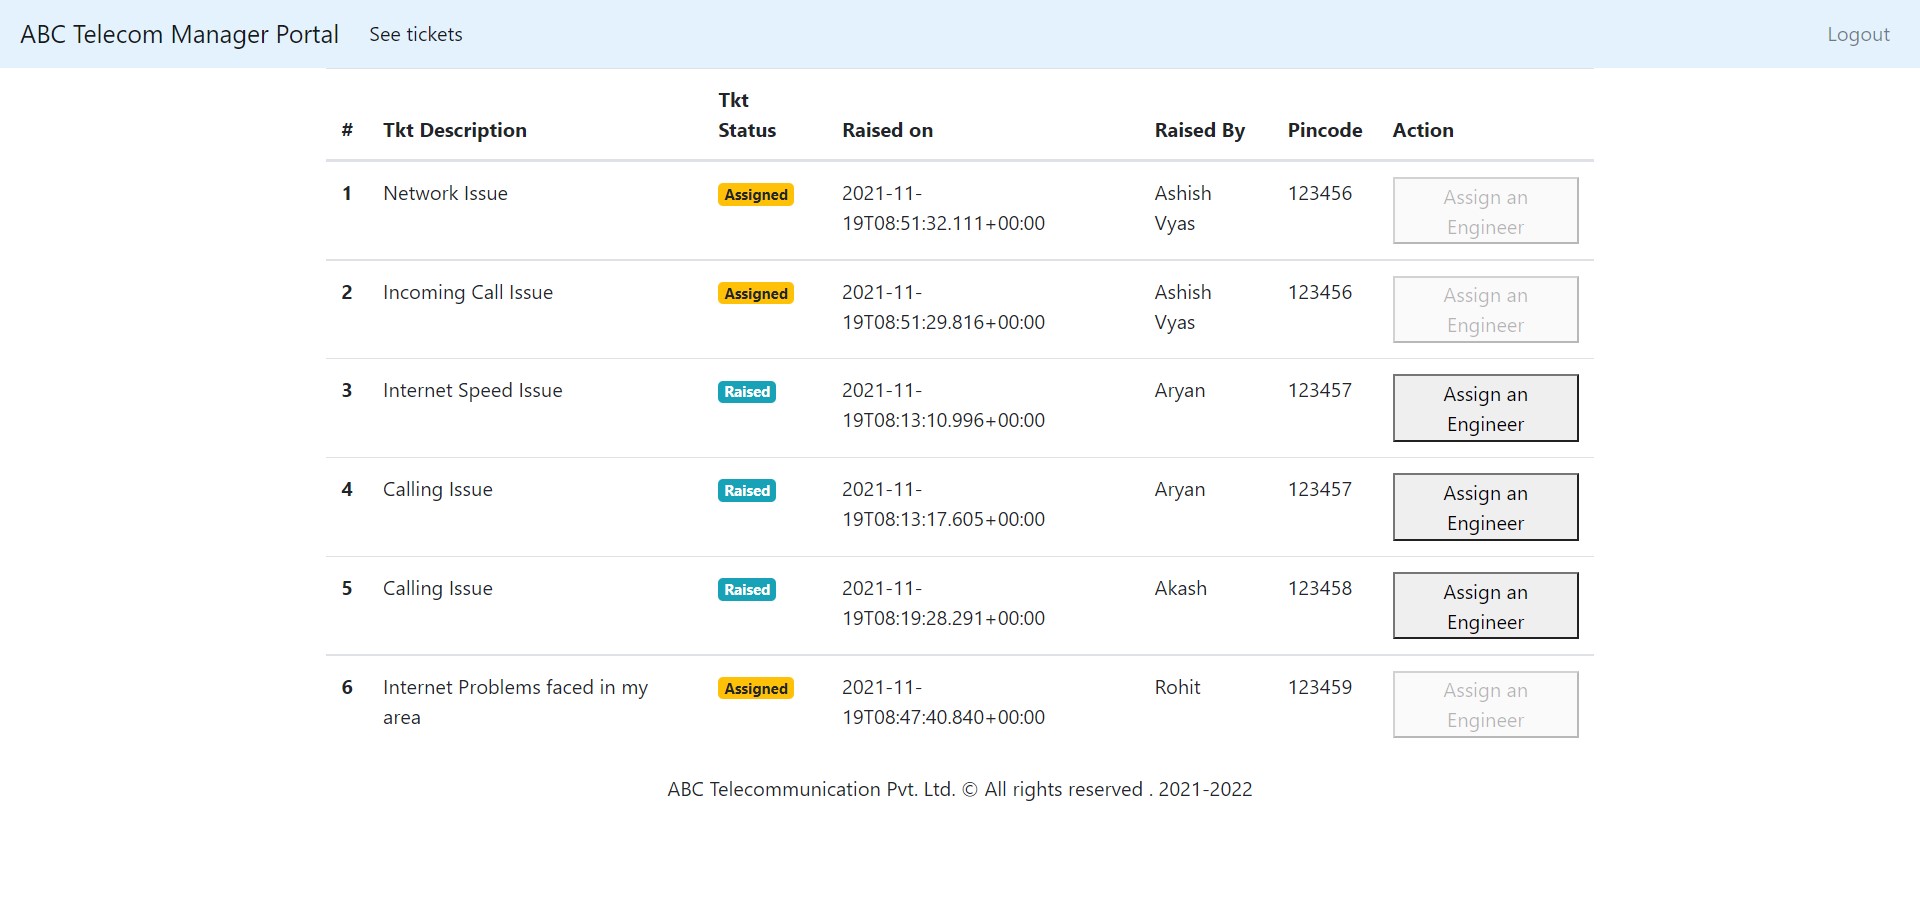 ABC Telecom Manager Portal See tickets Logout
# Tkt Description Tkt Status Raised on Raised By Pincode Action
1 Network Issue Assigned 2021-11-19T08:51:32.111+00:00 Ashish Vyas 123456 Assign an Engineer
2 Incoming Call Issue Assigned 2021-11-19T08:51:29.816+00:00 Ashish Vyas 123456 Assign an Engineer
3 Internet Speed Issue Raised 2021-11-19T08:13:10.996+00:00 Aryan 123457 Assign an Engineer
4 Calling Issue Raised 2021-11-19T08:13:17.605+00:00 Aryan 123457 Assign an Engineer
5 Calling Issue Raised 2021-11-19T08:19:28.291+00:00 Akash 123458 Assign an Engineer
6 Internet Problems faced in my area Assigned 2021-11-19T08:47:40.840+00:00 Rohit 123459 Assign an Engineer
ABC Telecommunication Pvt. Ltd. © All rights reserved . 2021-2022